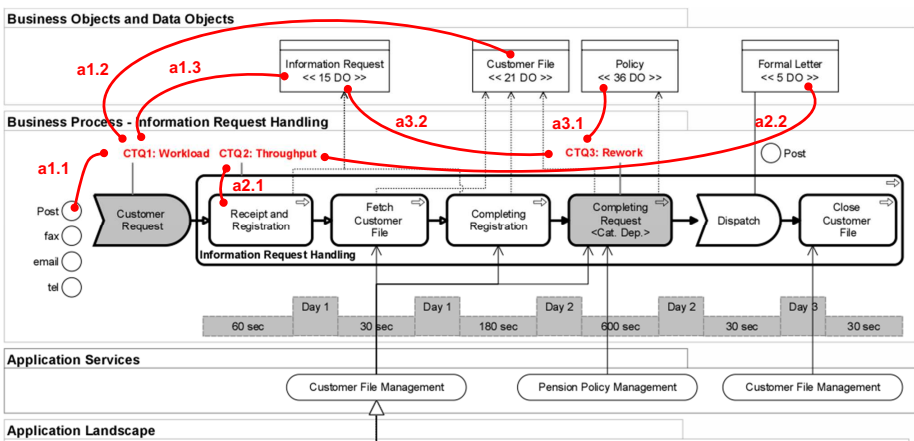 Business Objects and Data Objects
Information Request
<< 15 DO >>
Customer File
<< 21 DO >>
Policy
<< 36 DO >>
Formal Letter
<< 5 DO >>
a1.2
a1.3
a3.2
a3.1
a2.2
Business Process - Information Request Handling
CTQ1: Workload
CTQ2: Throughput
CTQ3: Rework
Post
a1.1
a2.1
Post
fax
email
tel
Customer
Request
Receipt and
Registration
Fetch
Customer
File
Completing
Registration
Completing
Request
<Cat. Dep.>
Dispatch
Close
Customer
File
Information Request Handling
Day 1
Day 1
Day 2
Day 2
Day 3
60 sec
30 sec
180 sec
600 sec
30 sec
30 sec
Application Services
Customer File Management
Pension Policy Management
Customer File Management
Application Landscape